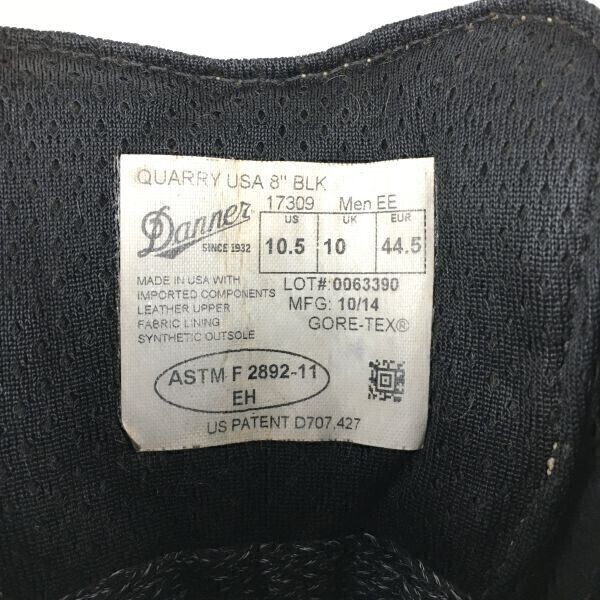 QUARRY USA 8" BLK
17309 Men EE
Danner
SINCE 1932
US UK EUR
10.5 10 44.5
MADE IN USA WITH
IMPORTED COMPONENTS
LEATHER UPPER
FABRIC LINING
SYNTHETIC OUTSOLE
LOT# 0063390
MFG: 10/14
GORE-TEX®
ASTM F 2892-11
EH
US PATENT D707,427